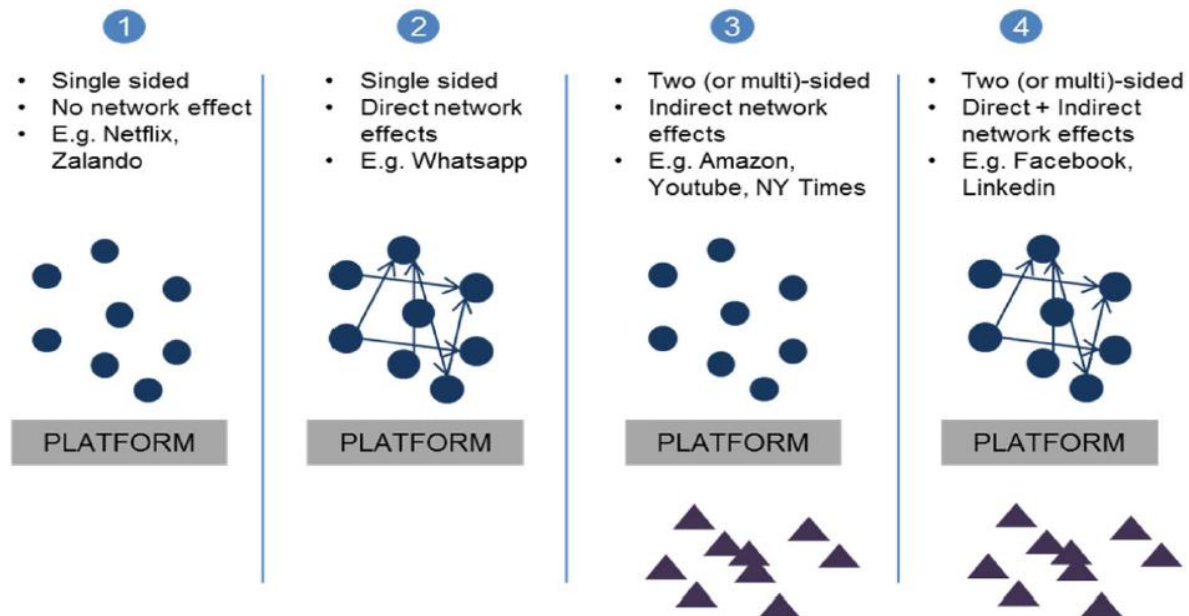 1
• Single sided
• No network effect
• E.g. Netflix,
Zalando
PLATFORM
2
• Single sided
• Direct network
effects
• E.g. Whatsapp
PLATFORM
3
• Two (or multi)-sided
• Indirect network
effects
• E.g. Amazon,
Youtube, NY Times
PLATFORM
4
• Two (or multi)-sided
• Direct + Indirect
network effects
• E.g. Facebook,
Linkedin
PLATFORM